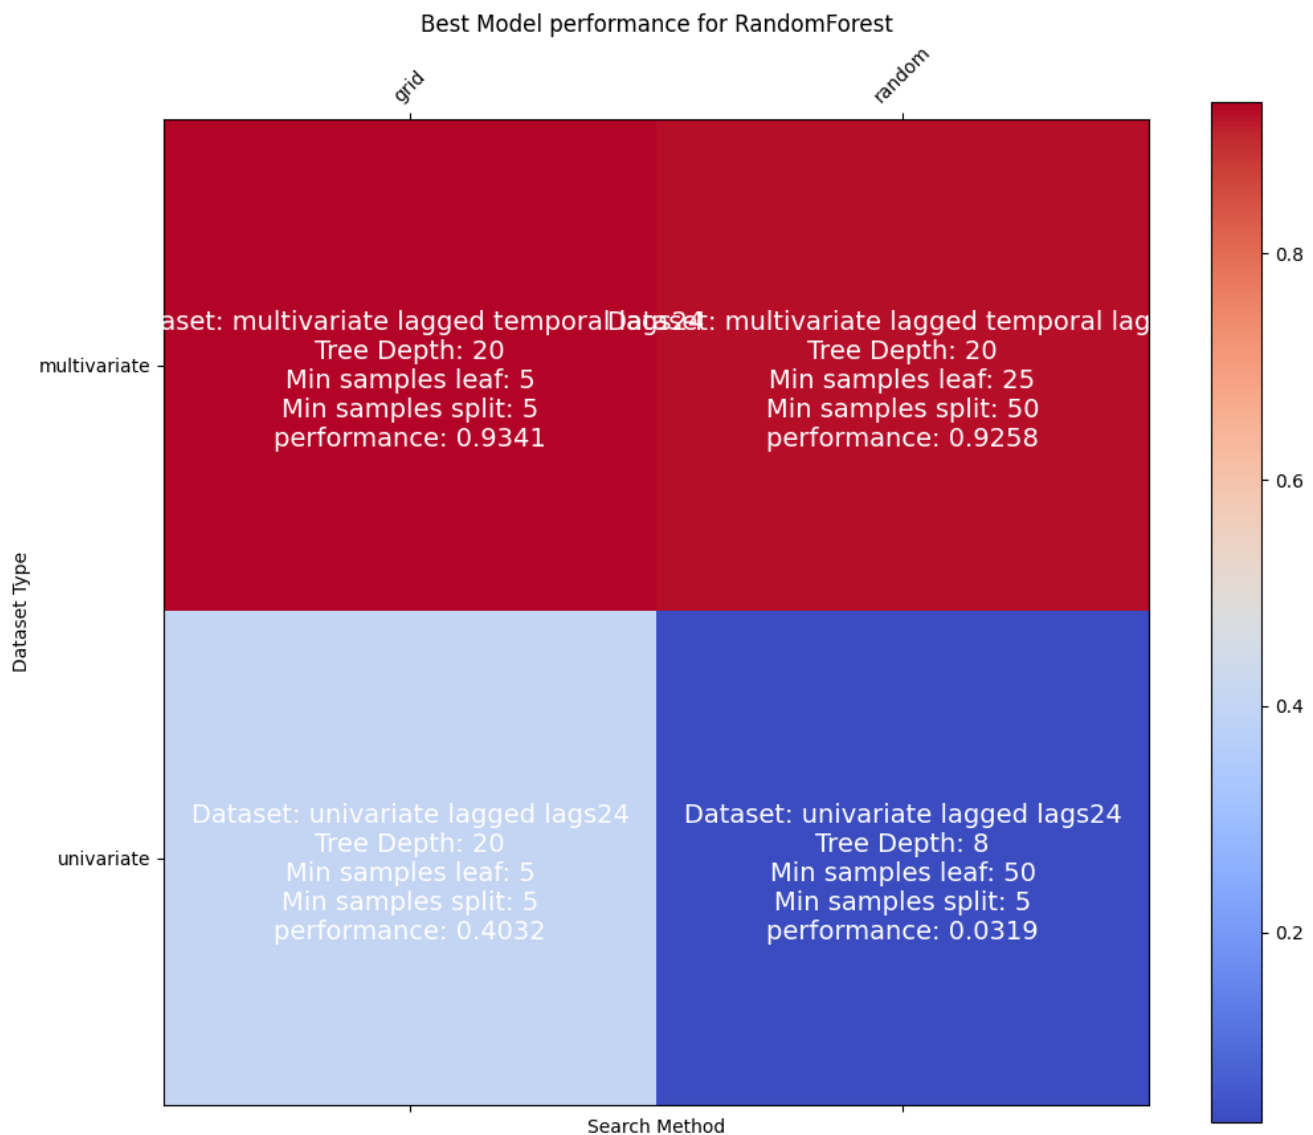 Best Model performance for RandomForest
grid
random
multivariate
aset: multivariate lagged temporal lags24
Tree Depth: 20
Min samples leaf: 5
Min samples split: 5
performance: 0.9341
Dataset: multivariate lagged temporal lag
Tree Depth: 20
Min samples leaf: 25
Min samples split: 50
performance: 0.9258
Dataset Type
univariate
Dataset: univariate lagged lags24
Tree Depth: 20
Min samples leaf: 5
Min samples split: 5
performance: 0.4032
Dataset: univariate lagged lags24
Tree Depth: 8
Min samples leaf: 50
Min samples split: 5
performance: 0.0319
Search Method
0.8
0.6
0.4
0.2